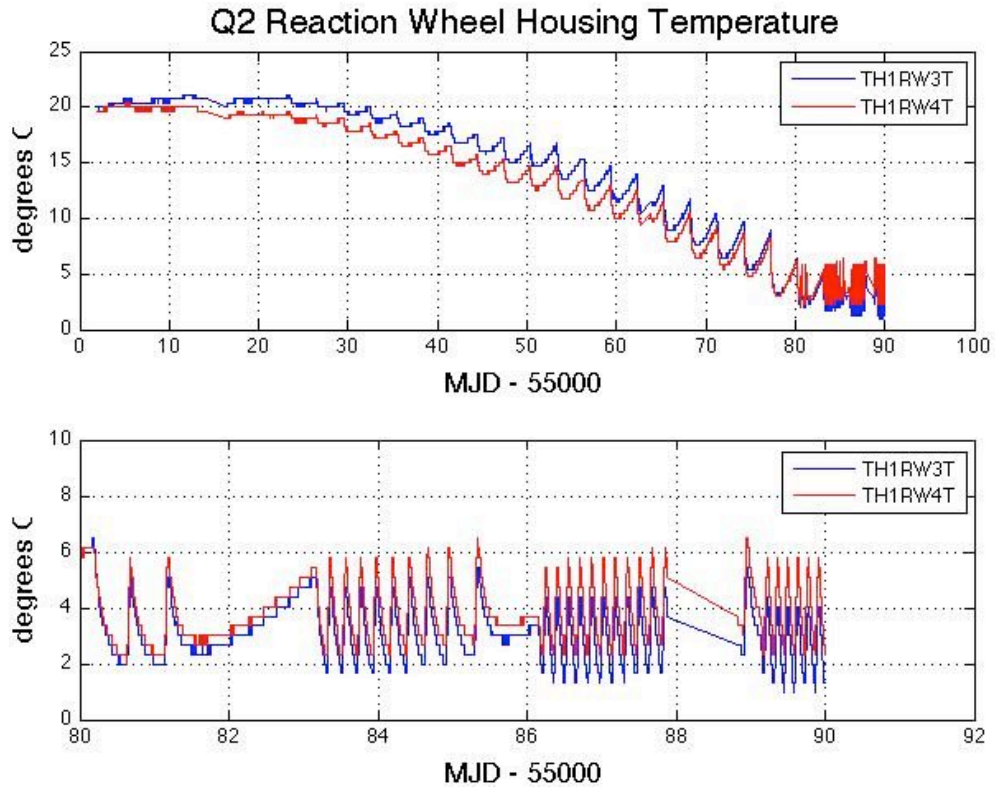 Q2 Reaction Wheel Housing Temperature
25
20
15
10
5
0
degrees C
TH1RW3T
TH1RW4T
0 10 20 30 40 50 60 70 80 90 100
MJD - 55000
10
8
6
4
2
0
degrees C
TH1RW3T
TH1RW4T
80 82 84 86 88 90 92
MJD - 55000